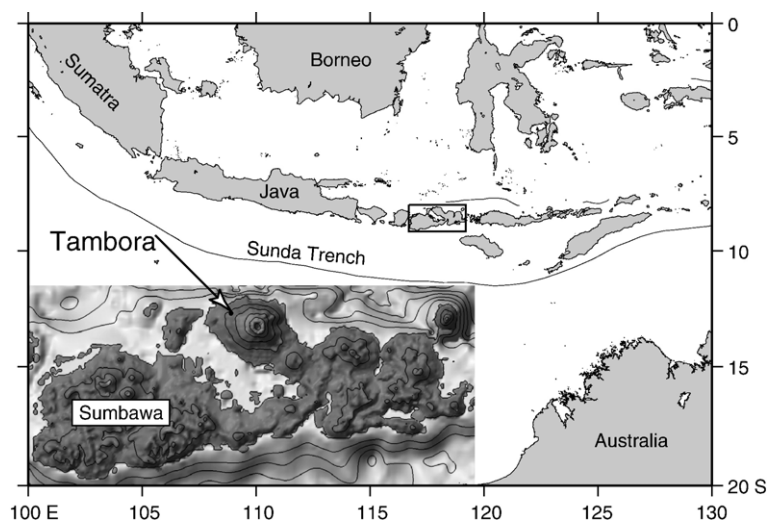 0
Borneo
Sumatra
5
Java
Tambora
Sunda Trench
10
15
Sumbawa
Australia
20 S
100 E 105 110 115 120 125 130